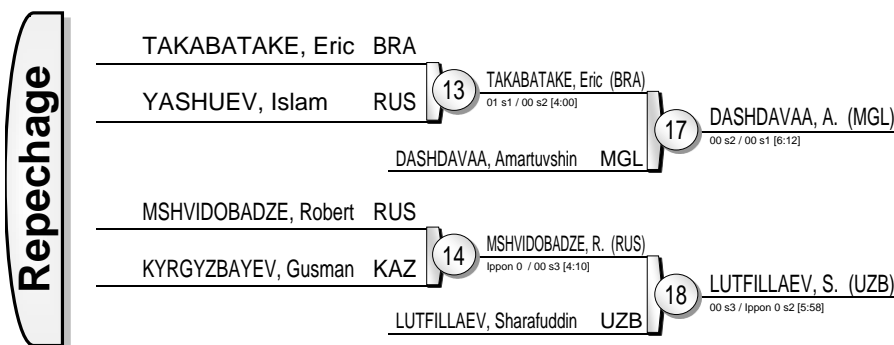 Repechage
TAKABATAKE, Eric BRA
YASHUEV, Islam RUS
13
TAKABATAKE, Eric (BRA)
01 s1 / 00 s2 [4:00]
DASHDAVAA, Amartuvshin MGL
17
DASHDAVAA, A. (MGL)
00 s2 / 00 s1 [6:12]
MSHVIDOBADZE, Robert RUS
KYRGYZBAYEV, Gusman KAZ
14
MSHVIDOBADZE, R. (RUS)
Ippon 0 / 00 s3 [4:10]
LUTFILLAEV, Sharafuddin UZB
18
LUTFILLAEV, S. (UZB)
00 s3 / Ippon 0 s2 [5:58]